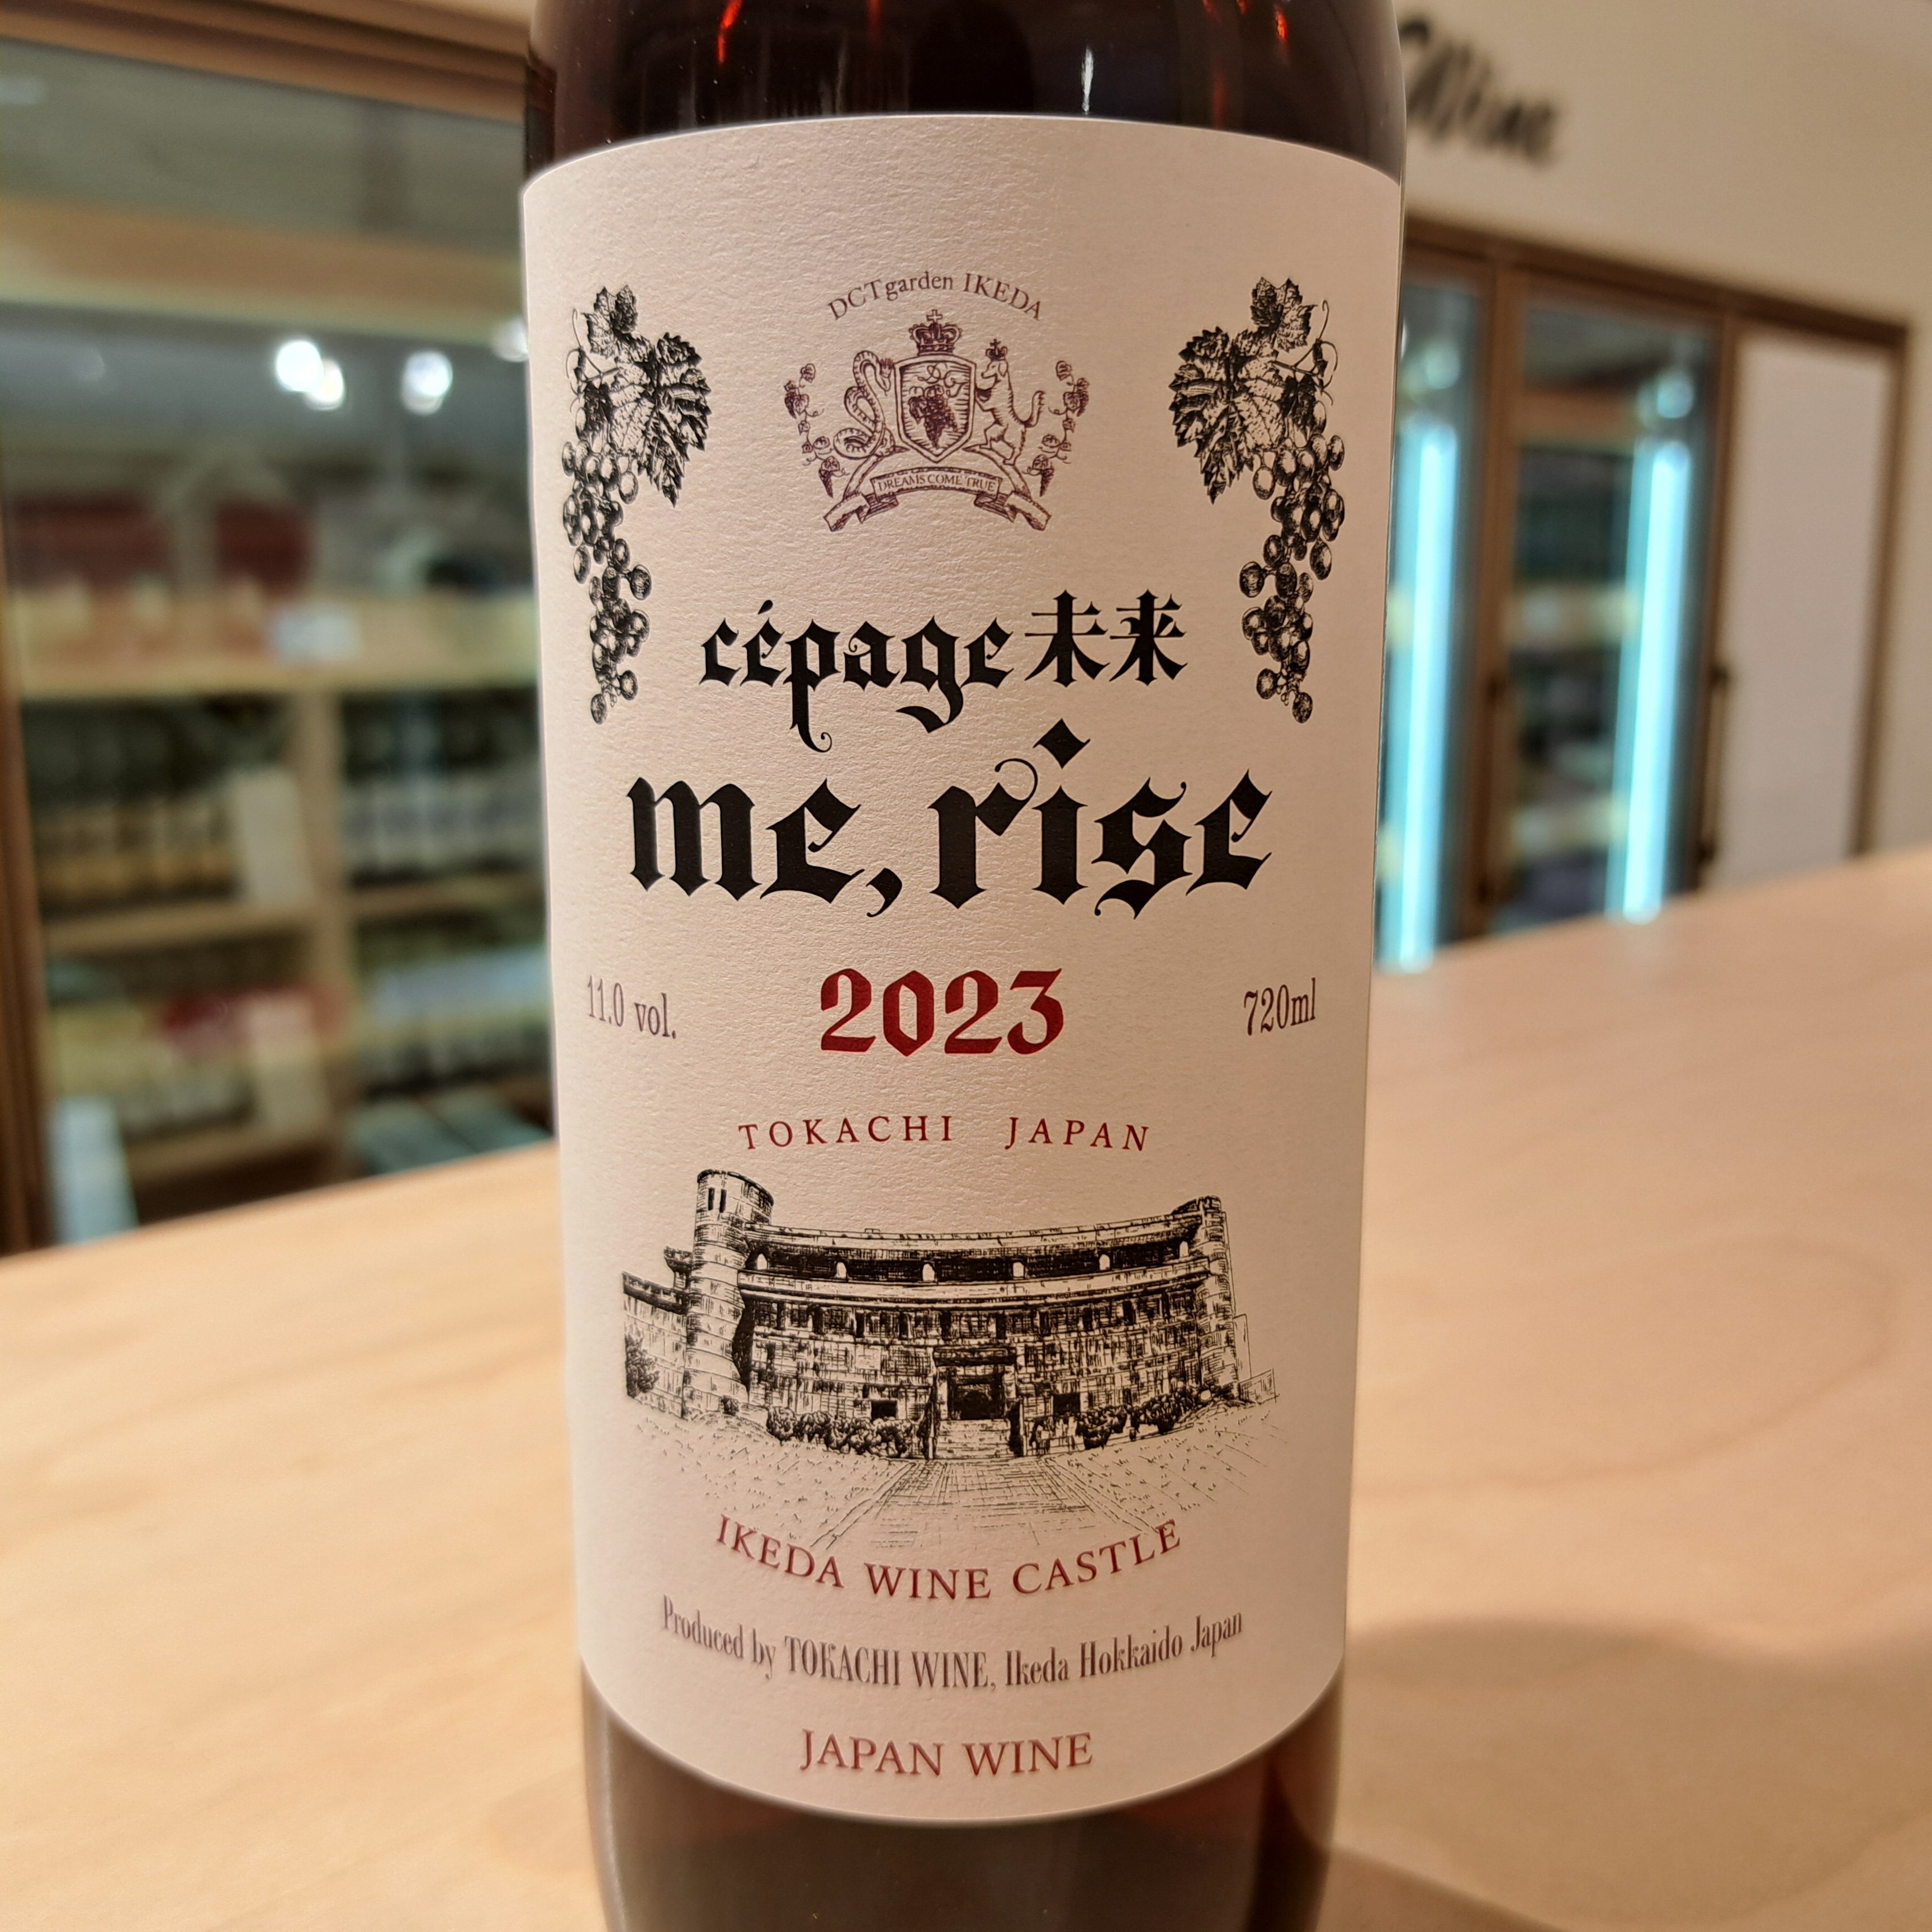 Wine
DCTgarden IKEDA
DREAMS COME TRUE
cépage未来
me,rise
2023
11.0 vol.
720ml
TOKACHI JAPAN
IKEDA WINE CASTLE
Produced by TOKACHI WINE, Ikeda Hokkaido Japan
JAPAN WINE